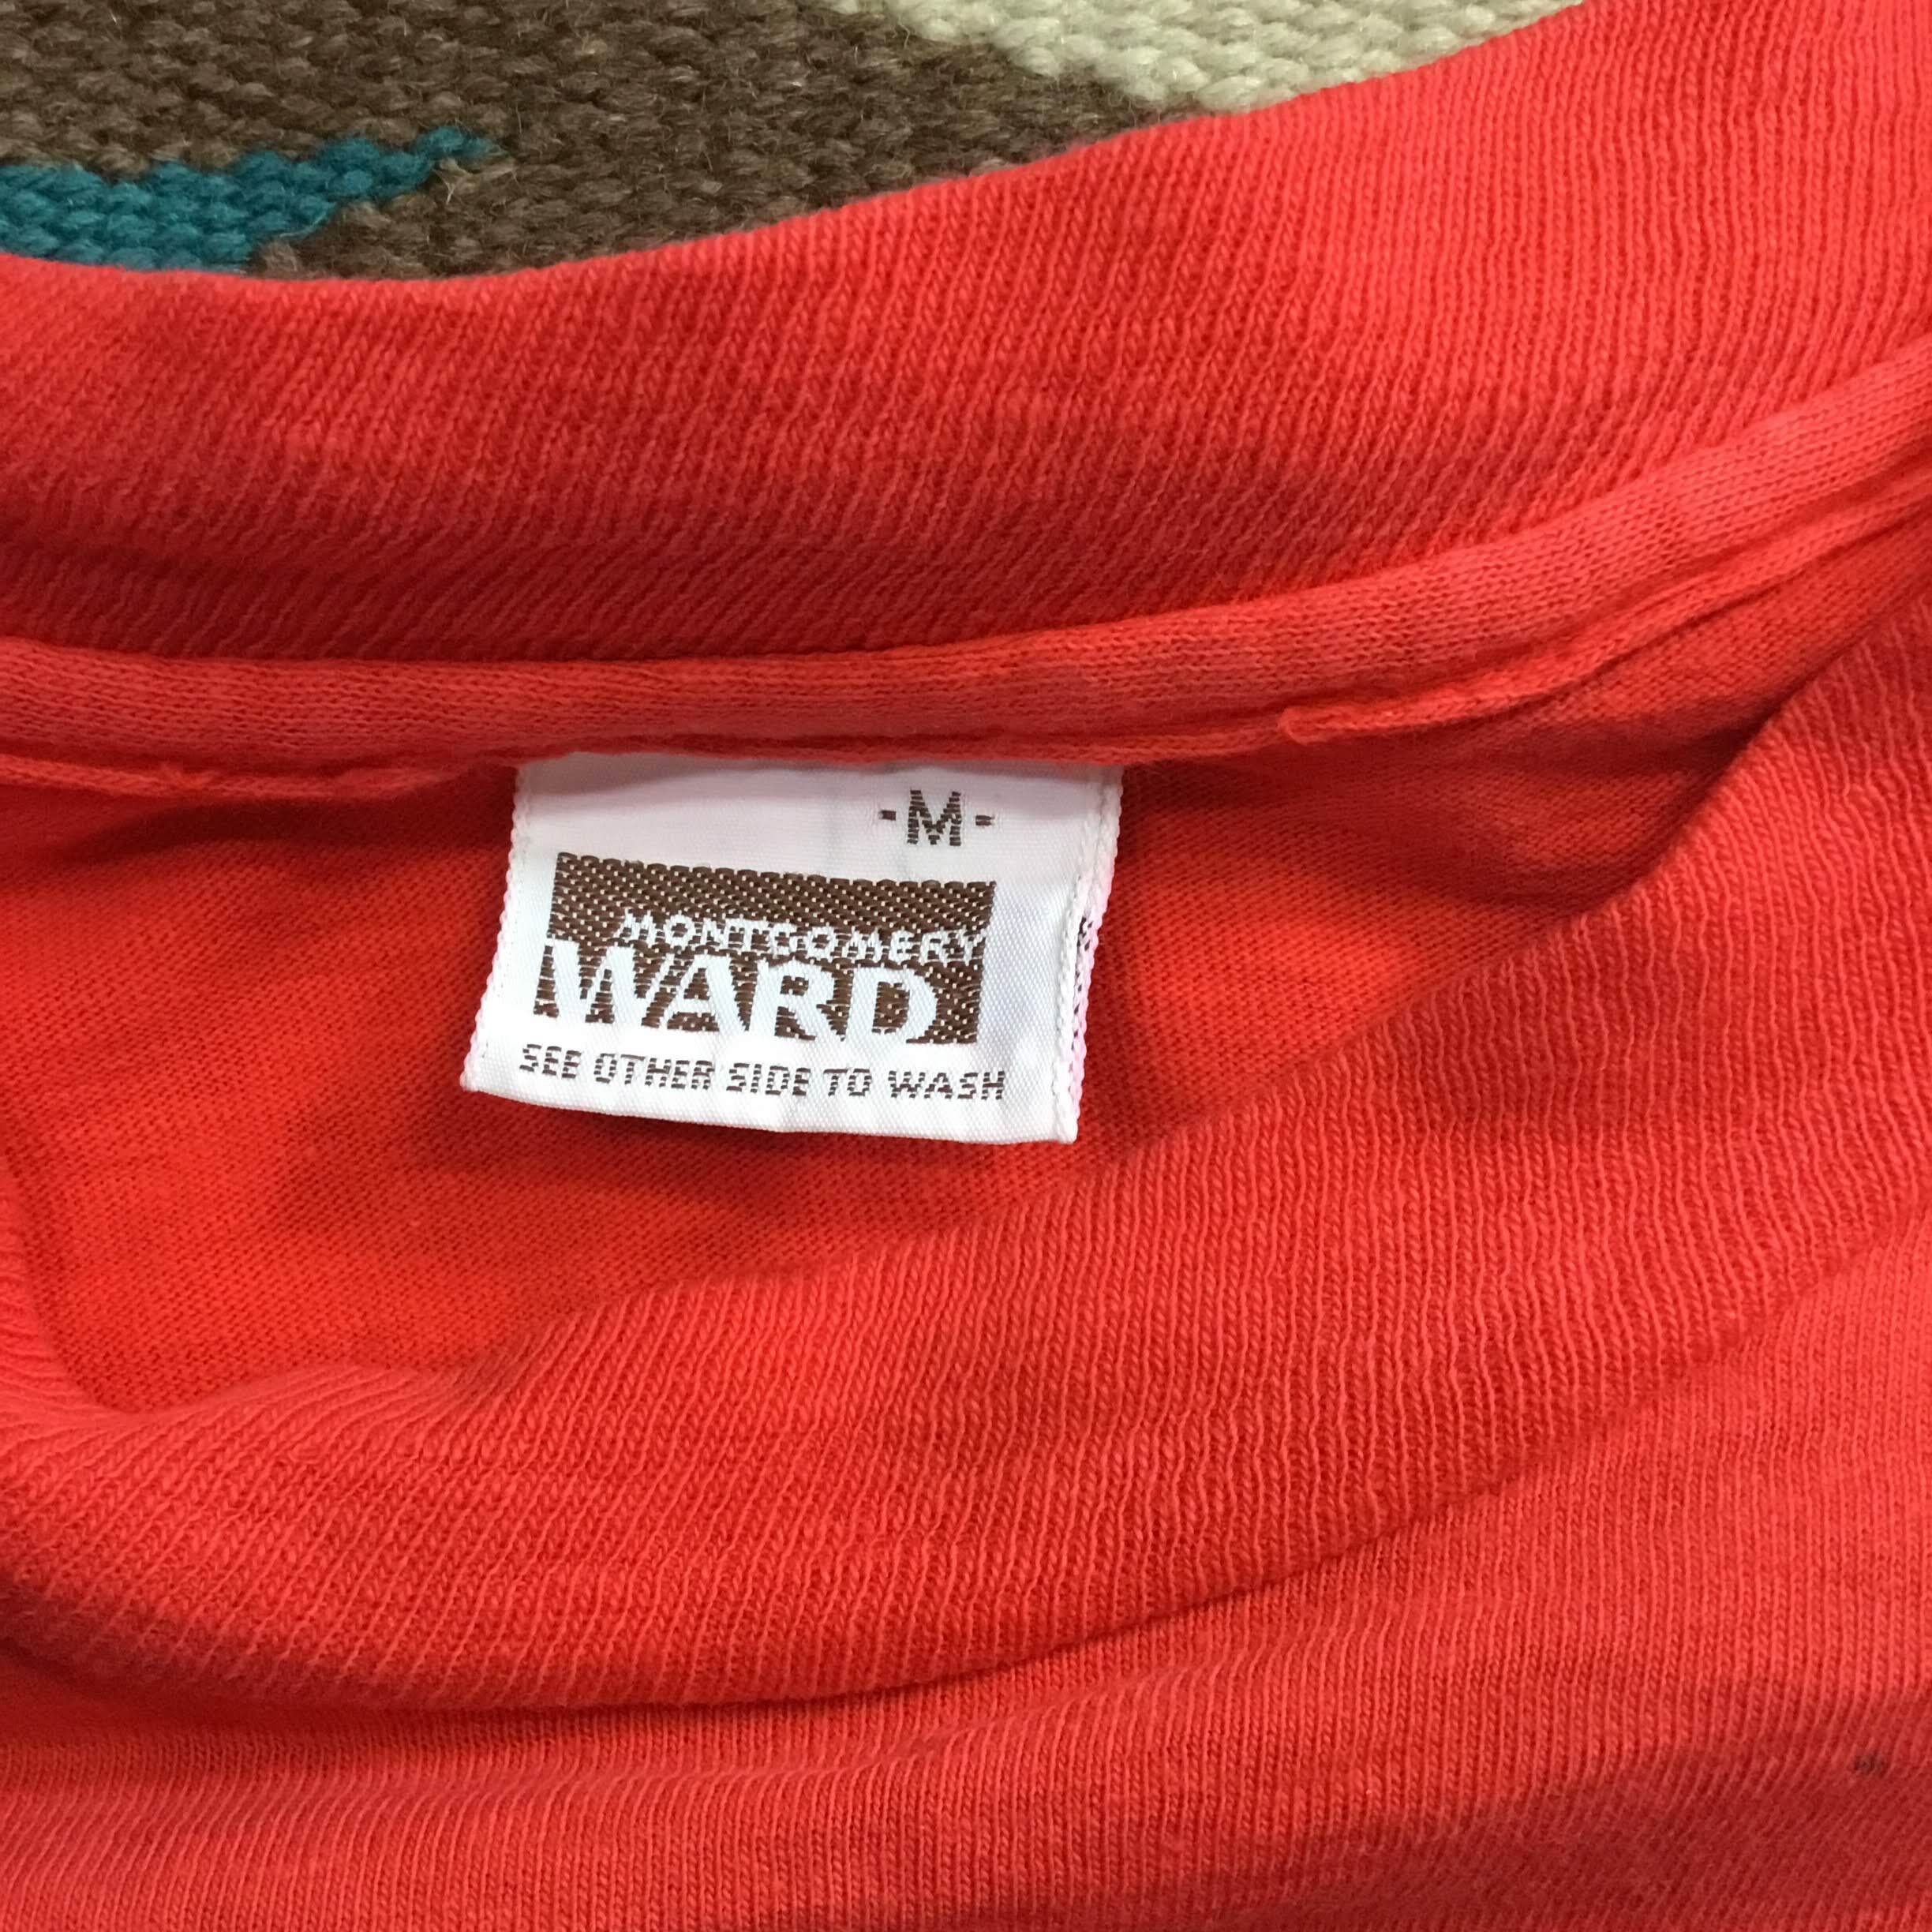 -M-
MONTGOMERY
WARD
SEE OTHER SIDE TO WASH